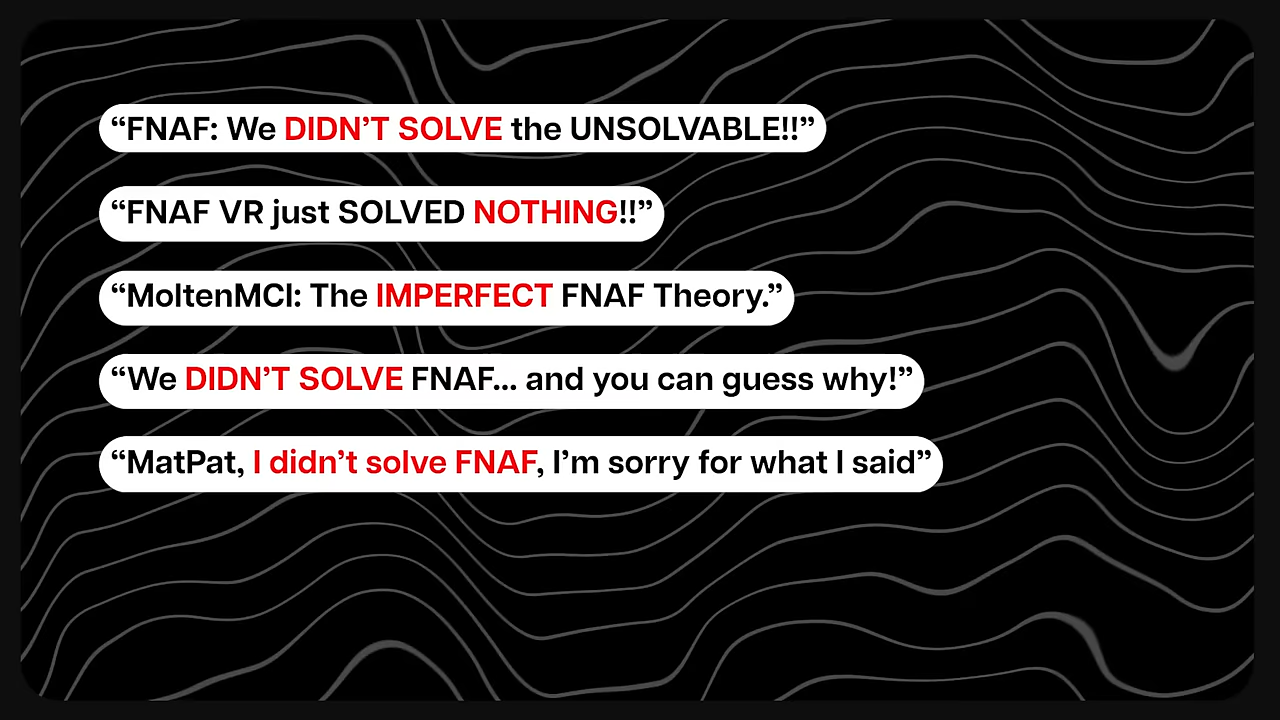 “FNAF: We DIDN’T SOLVE the UNSOLVABLE!!”
“FNAF VR just SOLVED NOTHING!!”
“MoltenMCI: The IMPERFECT FNAF Theory.”
“We DIDN’T SOLVE FNAF... and you can guess why!”
“MatPat, I didn’t solve FNAF, I’m sorry for what I said”